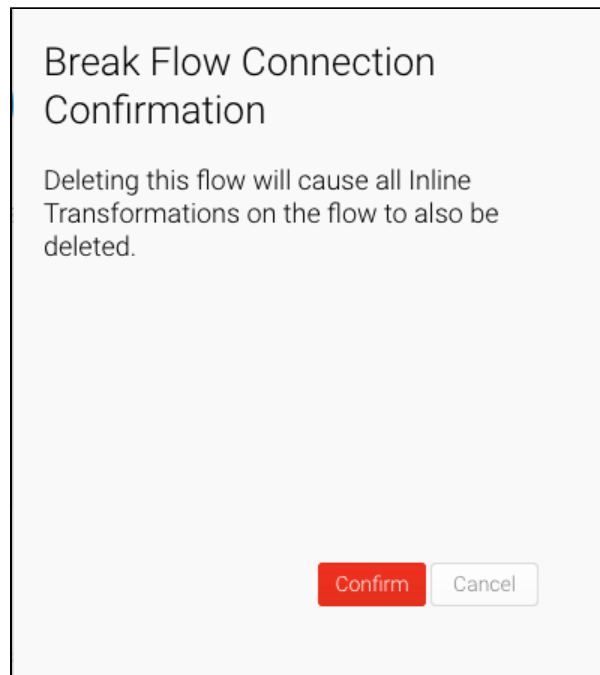 Break Flow Connection
Confirmation
Deleting this flow will cause all Inline
Transformations on the flow to also be
deleted.
Confirm Cancel